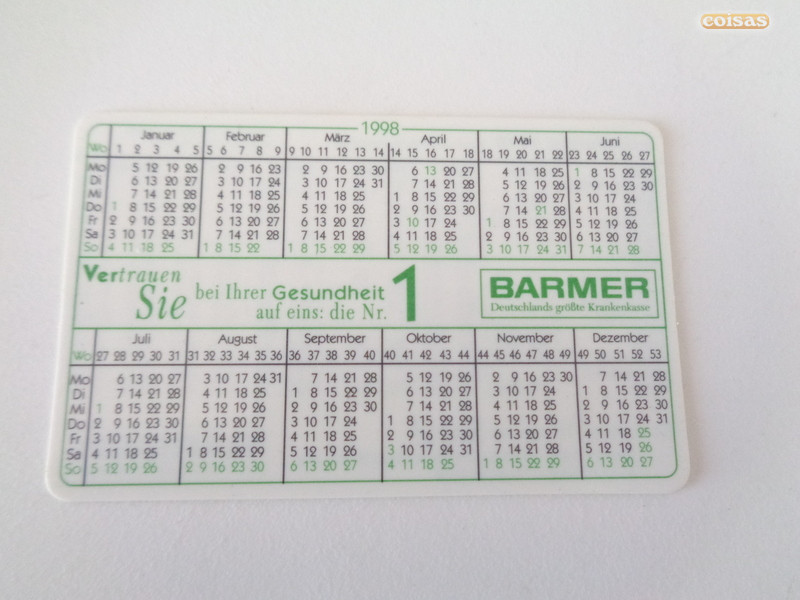 coisas
1998
Januar Februar März April Mai Juni
Wo 1 2 3 4 5 5 6 7 8 9 9 10 11 12 13 14 14 15 16 17 18 18 19 20 21 22 23 24 25 26 27
Mo 5 12 19 26 2 9 16 23 2 9 16 23 30 6 13 20 27 4 11 18 25 1 8 15 22 29
Di 6 13 20 27 3 10 17 24 3 10 17 24 31 7 14 21 28 5 12 19 26 2 9 16 23 30
Mi 7 14 21 28 4 11 18 25 4 11 18 25 1 8 15 22 29 6 13 20 27 3 10 17 24
Do 1 8 15 22 29 5 12 19 26 5 12 19 26 2 9 16 23 30 7 14 21 28 4 11 18 25
Fr 2 9 16 23 30 6 13 20 27 6 13 20 27 3 10 17 24 1 8 15 22 29 5 12 19 26
Sa 3 10 17 24 31 7 14 21 28 7 14 21 28 4 11 18 25 2 9 16 23 30 6 13 20 27
So 4 11 18 25 1 8 15 22 1 8 15 22 29 5 12 19 26 3 10 17 24 31 7 14 21 28
Vertrauen
Sie bei Ihrer Gesundheit
auf eins: die Nr. 1
BARMER
Deutschlands größte Krankenkasse
Juli August September Oktober November Dezember
Wo 27 28 29 30 31 31 32 33 34 35 36 36 37 38 39 40 40 41 42 43 44 44 45 46 47 48 49 49 50 51 52 53
Mo 6 13 20 27 3 10 17 24 31 7 14 21 28 5 12 19 26 2 9 16 23 30 7 14 21 28
Di 7 14 21 28 4 11 18 25 1 8 15 22 29 6 13 20 27 3 10 17 24 1 8 15 22 29
Mi 1 8 15 22 29 5 12 19 26 2 9 16 23 30 7 14 21 28 4 11 18 25 2 9 16 23 30
Do 2 9 16 23 30 6 13 20 27 3 10 17 24 1 8 15 22 29 5 12 19 26 3 10 17 24 31
Fr 3 10 17 24 31 7 14 21 28 4 11 18 25 2 9 16 23 30 6 13 20 27 4 11 18 25
Sa 4 11 18 25 1 8 15 22 29 5 12 19 26 3 10 17 24 31 7 14 21 28 5 12 19 26
So 5 12 19 26 2 9 16 23 30 6 13 20 27 4 11 18 25 1 8 15 22 29 6 13 20 27